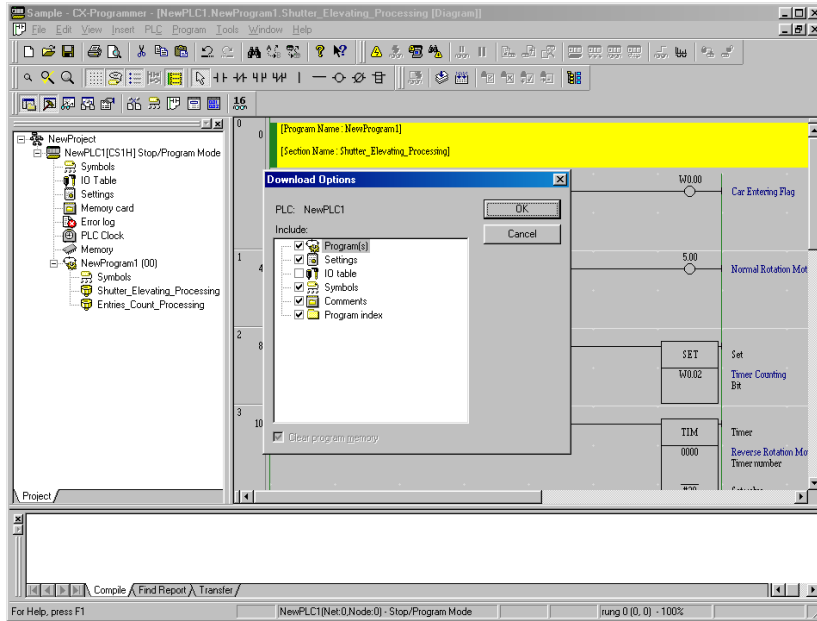 Sample - CX-Programmer - [NewPLC1.NewProgram1.Shutter_Elevating_Processing [Diagram]]
File Edit View Insert PLC Program Tools Window Help
16
NewProject
NewPLC1[CS1H] Stop/Program Mode
Symbols
IO Table
Settings
Memory card
Error log
PLC Clock
Memory
NewProgram1 (00)
Symbols
Shutter_Elevating_Processing
Entries_Count_Processing
Project
0
0
[Program Name : NewProgram1]
[Section Name : Shutter_Elevating_Processing]
W0.00
Car Entering Flag
1
4
5.00
Normal Rotation Mot
2
8
SET
Set
W0.02
Timer Counting
Bit
3
10
TIM
Timer
0000
Reverse Rotation Mo
Timer number
Download Options
PLC: NewPLC1
OK
Include:
Cancel
Program(s)
Settings
IO table
Symbols
Comments
Program index
Clear program memory
Compile
Find Report
Transfer
For Help, press F1
NewPLC1(Net:0,Node:0) - Stop/Program Mode
rung 0 (0, 0) - 100%